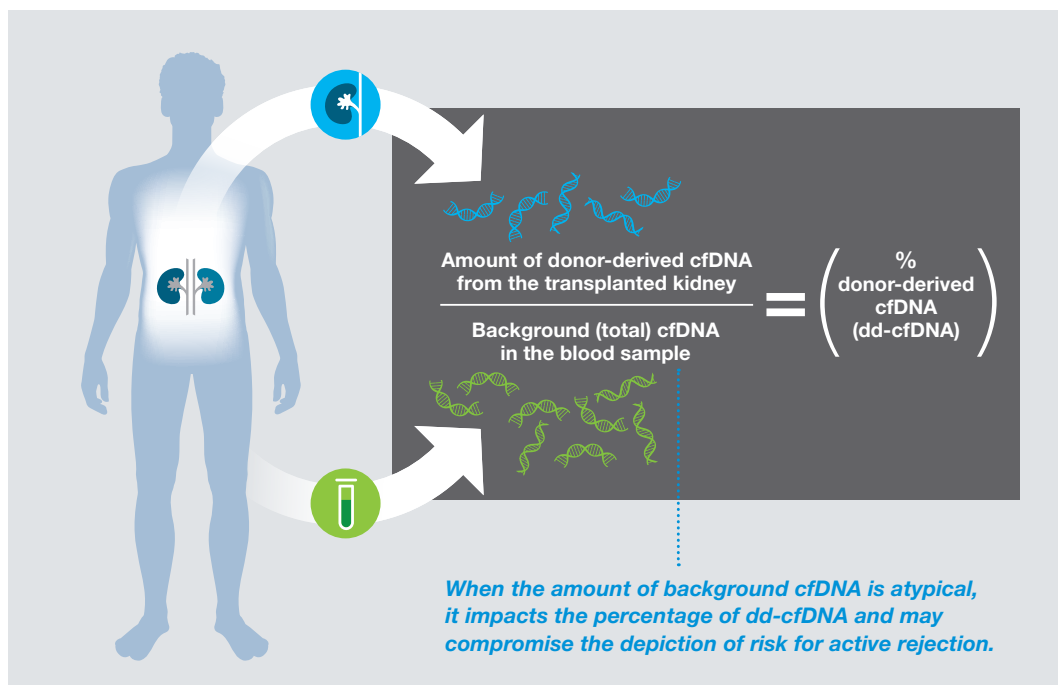 Amount of donor-derived cfDNA
from the transplanted kidney
Background (total) cfDNA
in the blood sample
=
%
donor-derived
cfDNA
(dd-cfDNA)
When the amount of background cfDNA is atypical,
it impacts the percentage of dd-cfDNA and may
compromise the depiction of risk for active rejection.